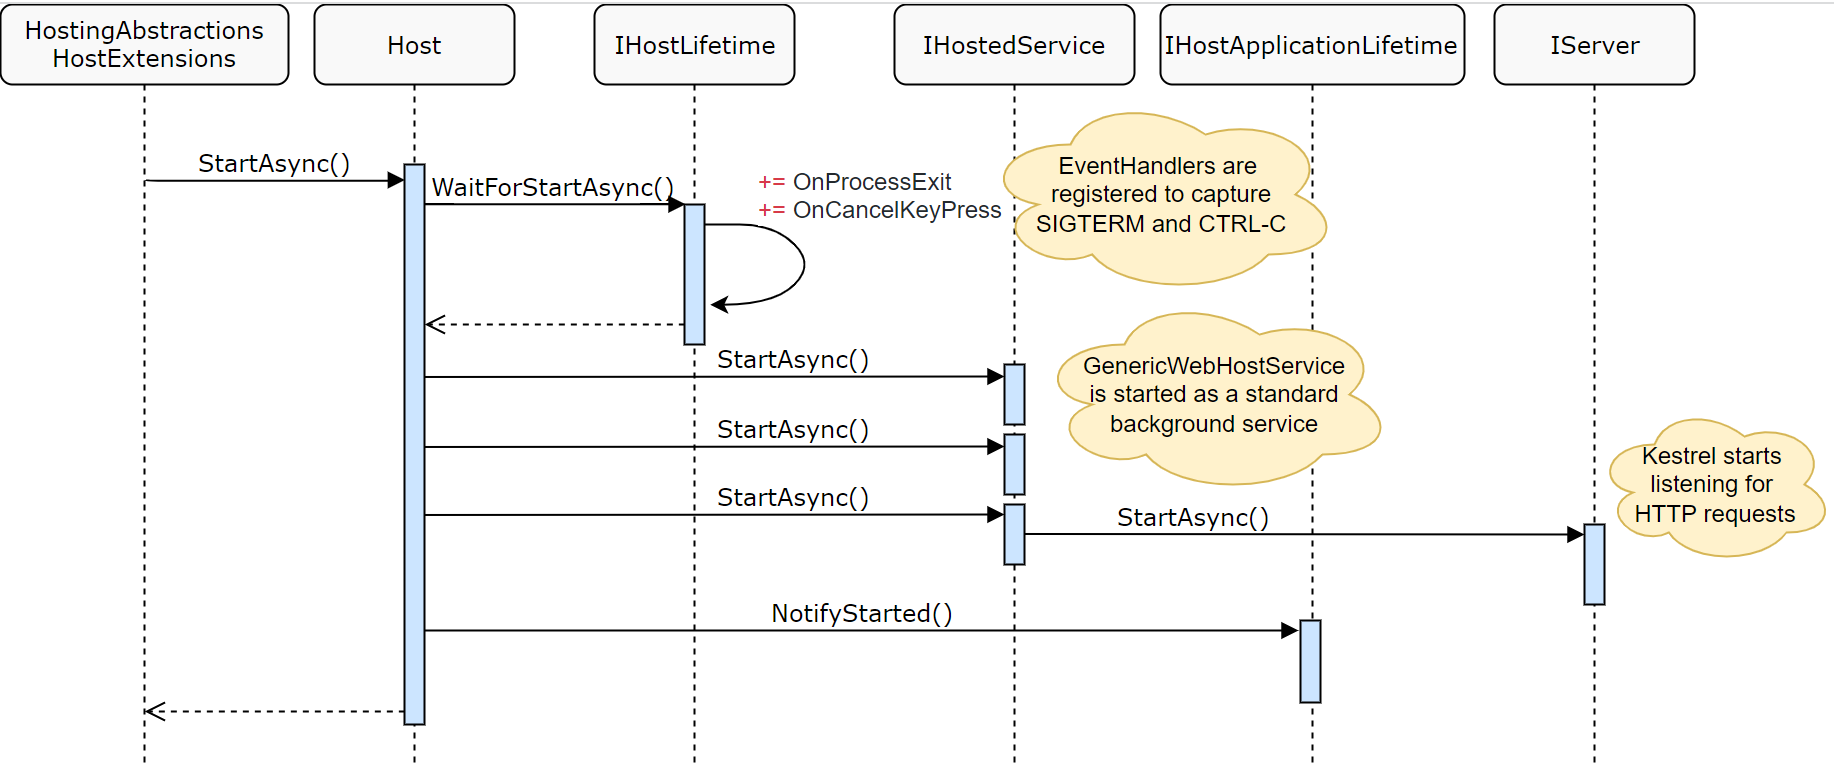 HostingAbstractions
HostExtensions
Host
IHostLifetime
IHostedService
IHostApplicationLifetime
IServer
StartAsync()
WaitForStartAsync()
+= OnProcessExit
+= OnCancelKeyPress
EventHandlers are
registered to capture
SIGTERM and CTRL-C
StartAsync()
GenericWebHostService
is started as a standard
background service
StartAsync()
StartAsync()
StartAsync()
Kestrel starts
listening for
HTTP requests
NotifyStarted()